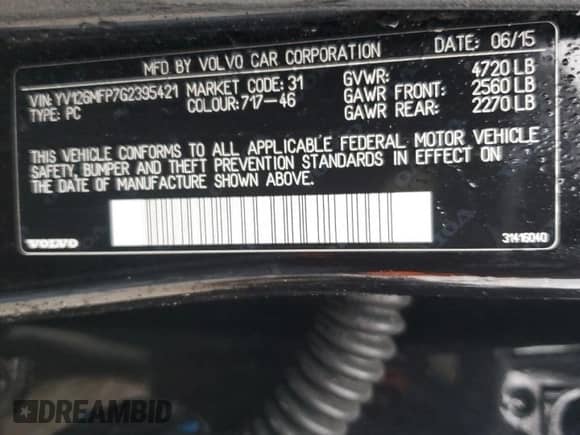 MFD BY VOLVO CAR CORPORATION DATE: 06/15
VIN: YV126MFP7G2395421 MARKET CODE: 31 GVWR: 4720 LB
TYPE: PC COLOUR: 717-46 GAWR FRONT: 2560 LB
GAWR REAR: 2270 LB
THIS VEHICLE CONFORMS TO ALL APPLICABLE FEDERAL MOTOR VEHICLE
SAFETY, BUMPER AND THEFT PREVENTION STANDARDS IN EFFECT ON
THE DATE OF MANUFACTURE SHOWN ABOVE.
VOLVO 31416040
DREAMBID